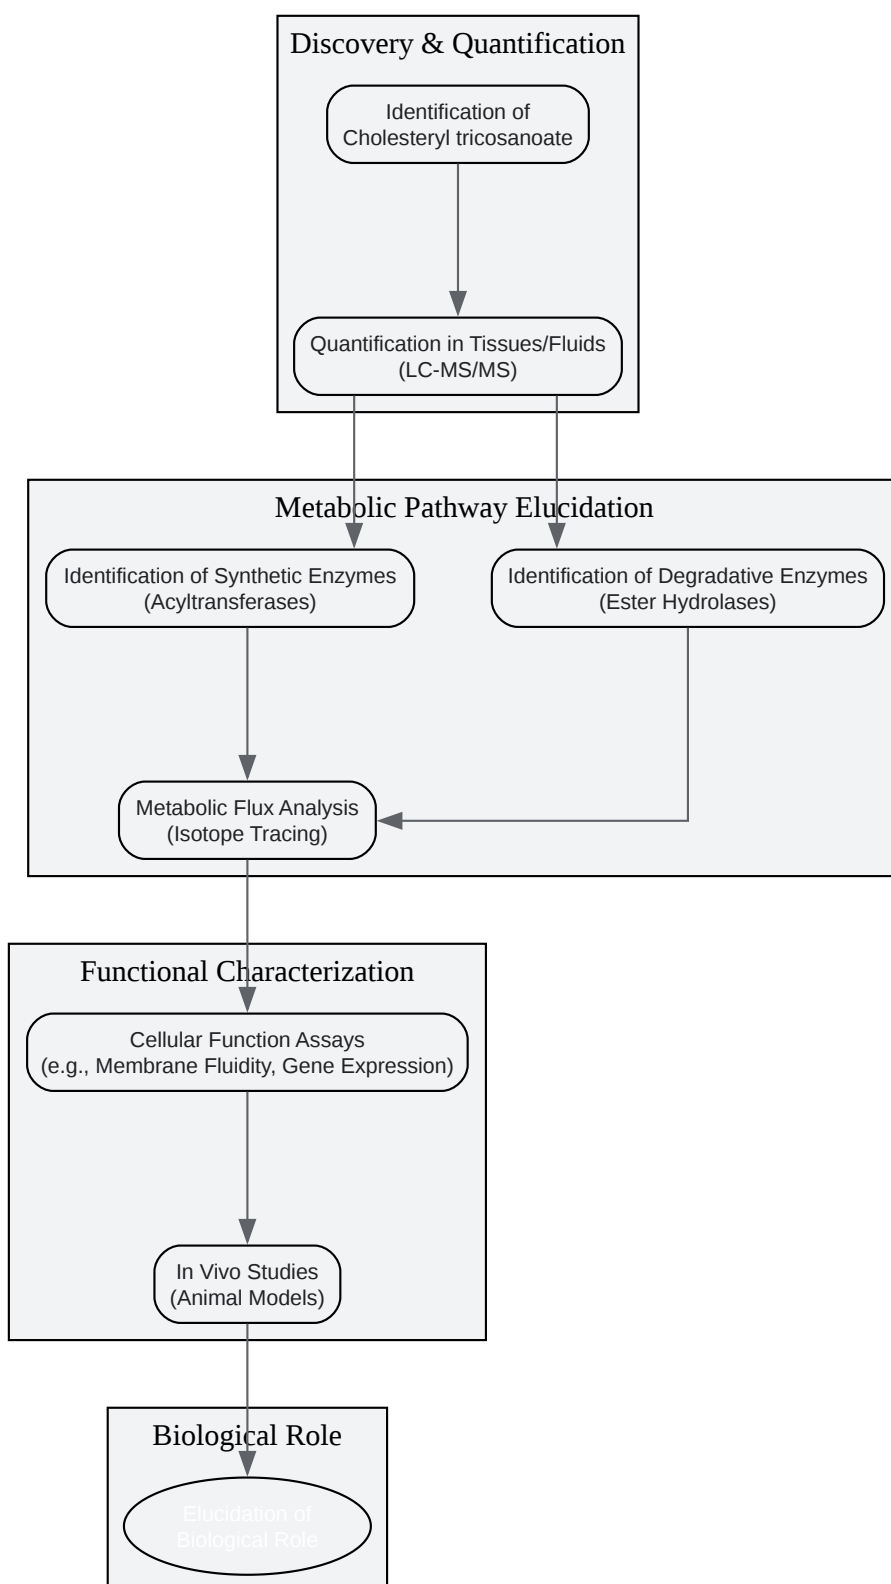 Discovery & Quantification
Identification of
Cholesteryl tricosanoate
Quantification in Tissues/Fluids
(LC-MS/MS)
Metabolic Pathway Elucidation
Identification of Synthetic Enzymes
(Acyltransferases)
Identification of Degradative Enzymes
(Ester Hydrolases)
Metabolic Flux Analysis
(Isotope Tracing)
Functional Characterization
Cellular Function Assays
(e.g., Membrane Fluidity, Gene Expression)
In Vivo Studies
(Animal Models)
Biological Role
Elucidation of
Biological Role